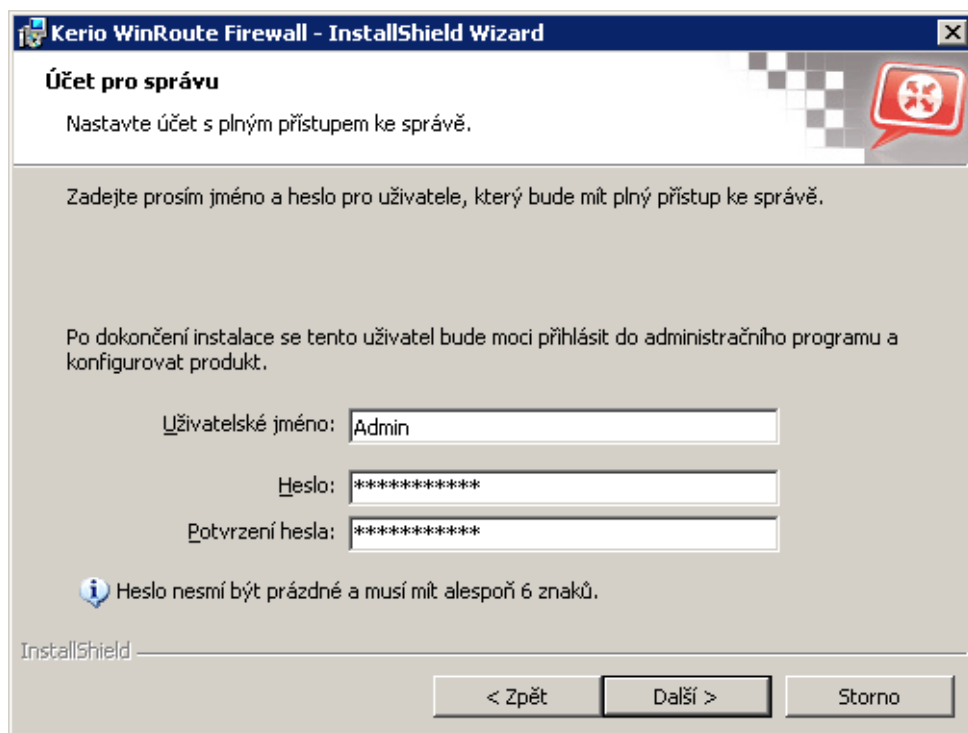 Kerio WinRoute Firewall - InstallShield Wizard
Účet pro správu
Nastavte účet s plným přístupem ke správě.
Zadejte prosím jméno a heslo pro uživatele, který bude mít plný přístup ke správě.
Po dokončení instalace se tento uživatel bude moci přihlásit do administračního programu a
konfigurovat produkt.
Uživatelské jméno: Admin
Heslo: ***********
Potvrzení hesla: ***********
Heslo nesmí být prázdné a musí mít alespoň 6 znaků.
InstallShield
< Zpět Další > Storno